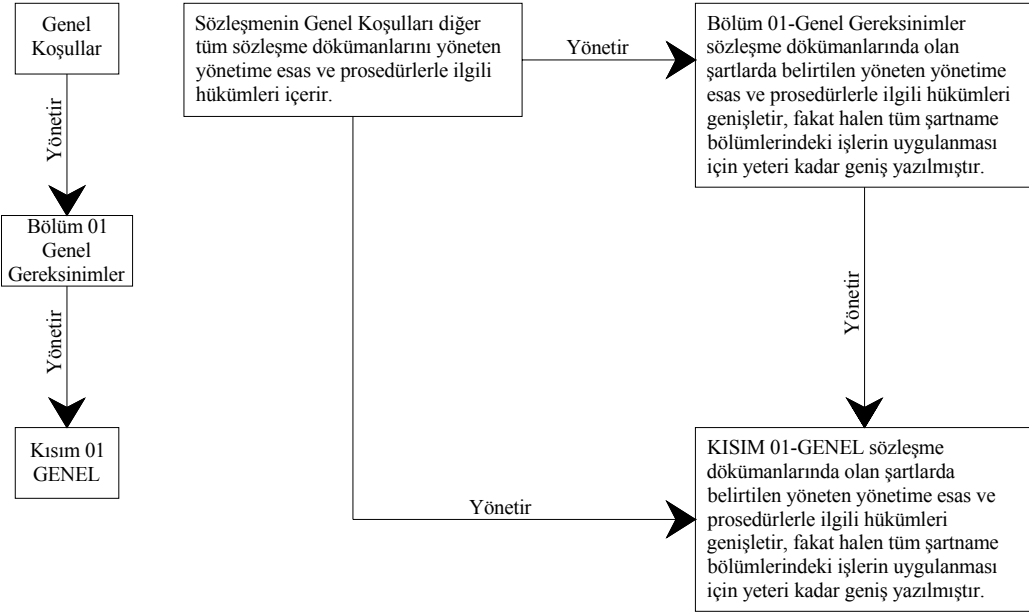 Genel
Koşullar
Yönetir
Bölüm 01
Genel
Gereksinimler
Yönetir
Kısım 01
GENEL
Sözleşmenin Genel Koşulları diğer
tüm sözleşme dökümanlarını yöneten
yönetime esas ve prosedürlerle ilgili
hükümleri içerir.
Yönetir
Bölüm 01-Genel Gereksinimler
sözleşme dökümanlarında olan
şartlarda belirtilen yöneten yönetime
esas ve prosedürlerle ilgili hükümleri
genişletir, fakat halen tüm şartname
bölümlerindeki işlerin uygulanması
için yeteri kadar geniş yazılmıştır.
Yönetir
Yönetir
KISIM 01-GENEL sözleşme
dökümanlarında olan şartlarda
belirtilen yöneten yönetime esas ve
prosedürlerle ilgili hükümleri
genişletir, fakat halen tüm şartname
bölümlerindeki işlerin uygulanması
için yeteri kadar geniş yazılmıştır.